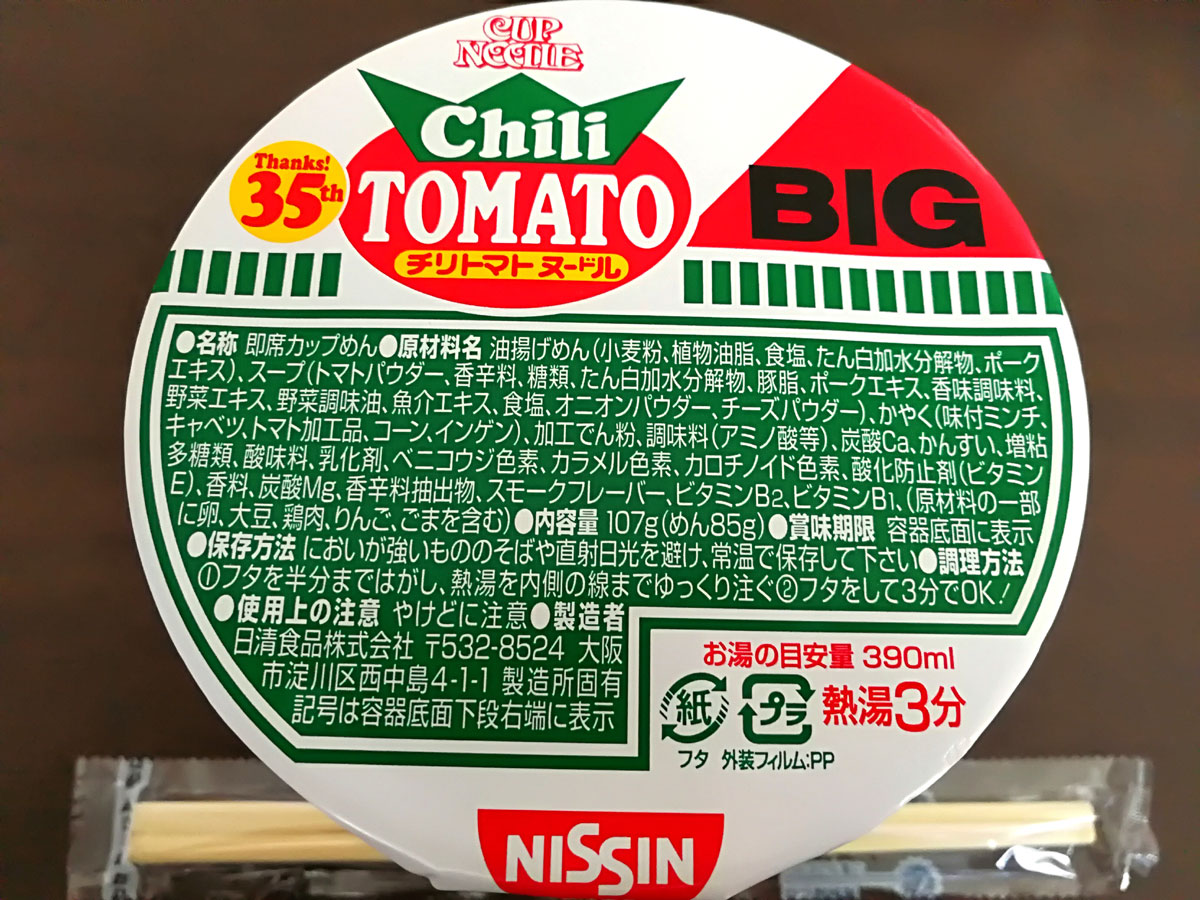 CUP
NOODLE
Chili
Thanks!
35th
TOMATO
BIG
チリトマト ヌードル
●名称 即席カップめん●原材料名 油揚げめん(小麦粉、植物油脂、食塩、たん白加水分解物、ポーク
エキス)、スープ(トマトパウダー、香辛料、糖類、たん白加水分解物、豚脂、ポークエキス、香味調味料、
野菜エキス、野菜調味油、魚介エキス、食塩、オニオンパウダー、チーズパウダー)、かやく(味付ミンチ、
キャベツ、トマト加工品、コーン、インゲン)、加工でん粉、調味料(アミノ酸等)、炭酸Ca、かんすい、増粘
多糖類、酸味料、乳化剤、ベニコウジ色素、カラメル色素、カロチノイド色素、酸化防止剤(ビタミン
E)、香料、炭酸Mg、香辛料抽出物、スモークフレーバー、ビタミンB2、ビタミンB1、(原材料の一部
に卵、大豆、鶏肉、りんご、ごまを含む)●内容量 107g(めん85g)●賞味期限 容器底面に表示
●保存方法 においが強いもののそばや直射日光を避け、常温で保存して下さい●調理方法
①フタを半分まではがし、熱湯を内側の線までゆっくり注ぐ②フタをして3分でOK!
●使用上の注意 やけどに注意●製造者
日清食品株式会社 〒532-8524 大阪
市淀川区西中島4-1-1 製造所固有
記号は容器底面下段右端に表示
お湯の目安量 390ml
紙 プラ 熱湯3分
フタ 外装フィルム:PP
NISSIN